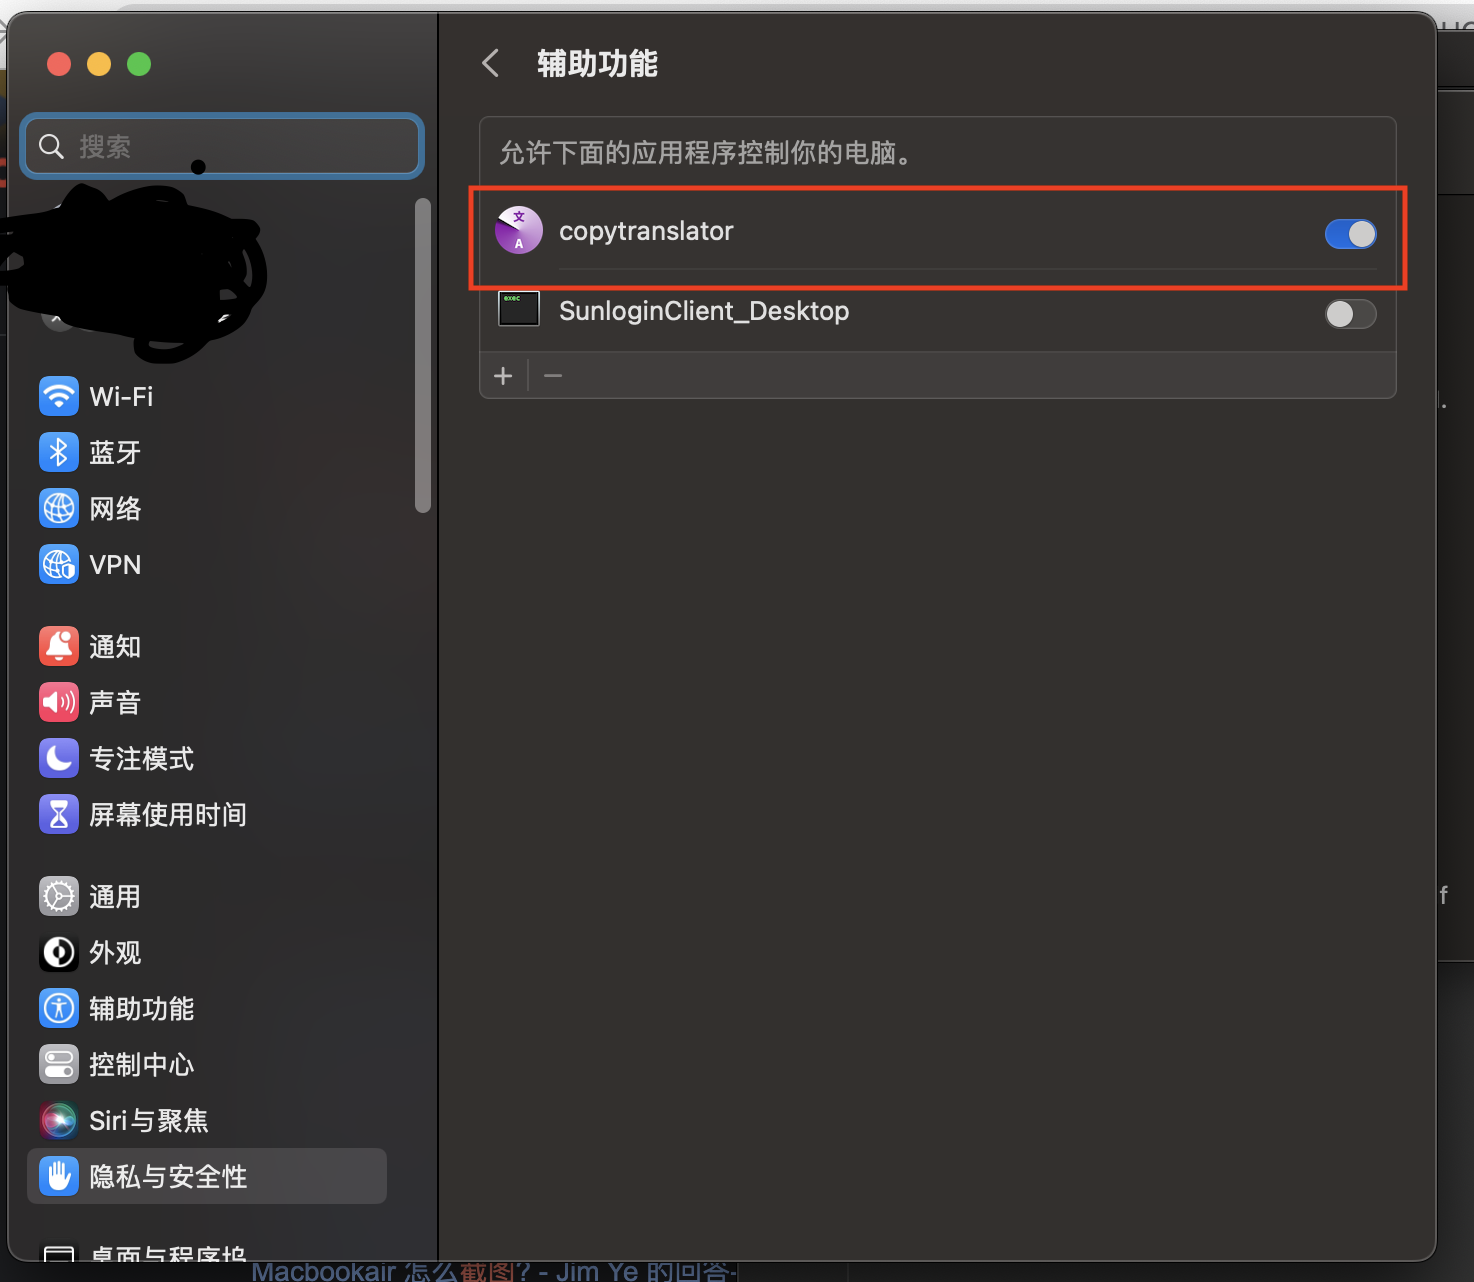 辅助功能
搜索
允许下面的应用程序控制你的电脑。
文
A
copytranslator
exec
SunloginClient_Desktop
Wi-Fi
蓝牙
网络
VPN
通知
声音
专注模式
屏幕使用时间
通用
外观
辅助功能
控制中心
Siri与聚焦
隐私与安全性
桌面与程序坞
Macbookair 怎么截图? - Jim Ye 的回答-
f